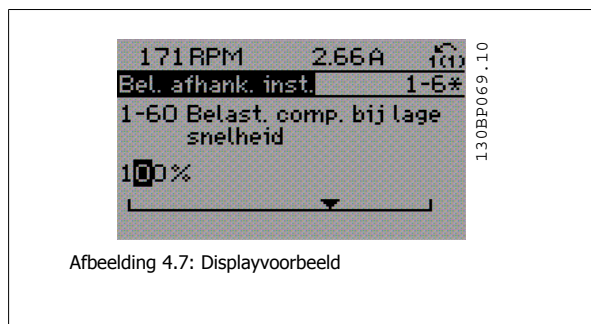 171 RPM 2.66 A 1(1)
Bel. afhank. inst. 1-6*
1-60 Belast. comp. bij lage
snelheid
100%
130BP069.10
Afbeelding 4.7: Displayvoorbeeld